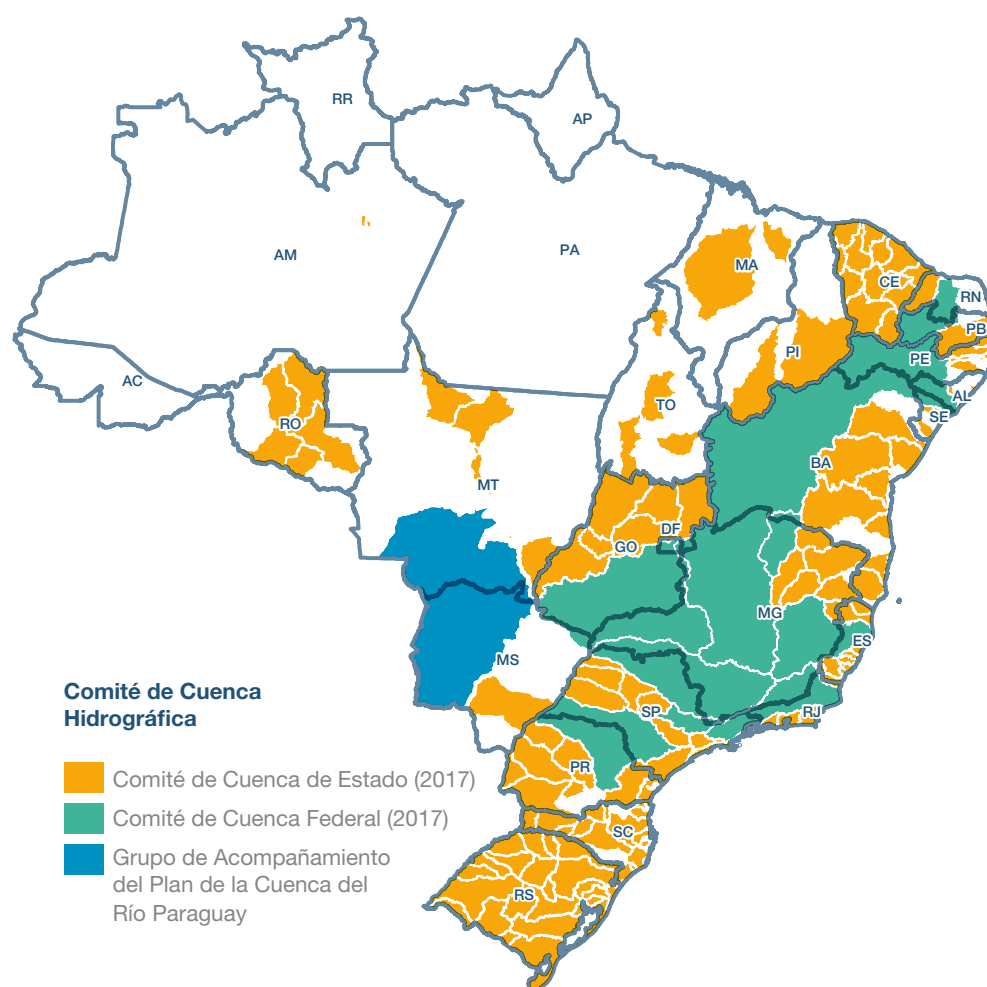 RR
AP
AM
PA
MA
CE
RN
PB
PI
PE
AC
TO
AL
SE
RO
BA
MT
DF
GO
MG
ES
MS
Comité de Cuenca
Hidrográfica
SP
RJ
PR
Comité de Cuenca de Estado (2017)
Comité de Cuenca Federal (2017)
SC
Grupo de Acompañamiento
del Plan de la Cuenca del
Río Paraguay
RS